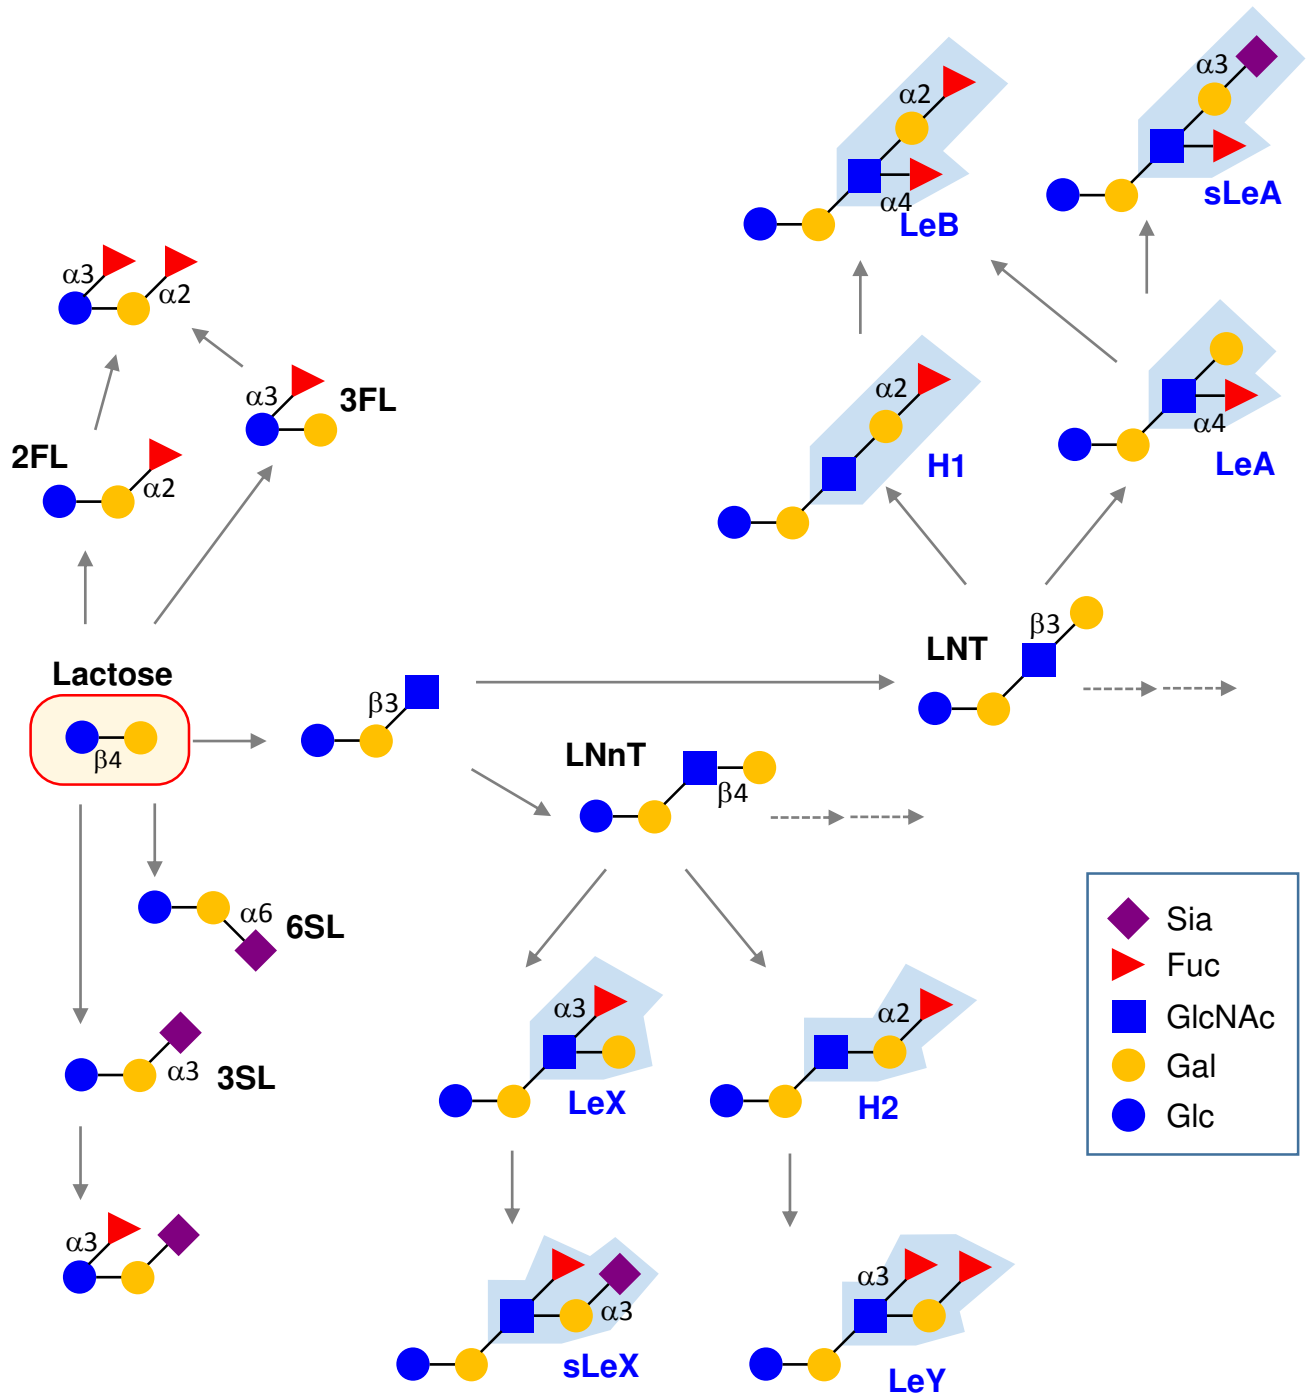 α3
α2
α3
sLeA
α2
α4
LeB
α3
α2
α3
3FL
2FL
α2
α2
H1
α4
LeA
Lactose
β4
β3
LNnT
β4
LNT
β3
α6
6SL
α3
3SL
α3
α3
LeX
α2
H2
α3
sLeX
α3
LeY
Sia
Fuc
GlcNAc
Gal
Glc